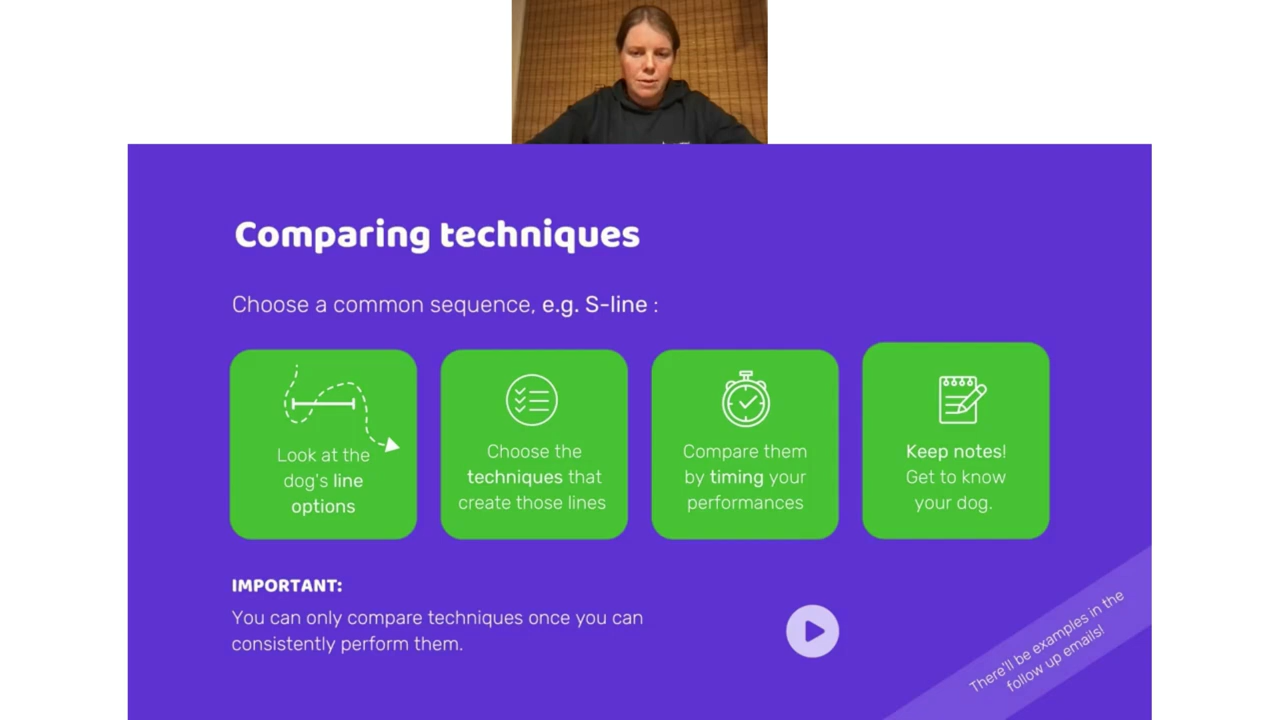 Comparing techniques
Choose a common sequence, e.g. S-line :
Look at the
dog's line
options
Choose the
techniques that
create those lines
Compare them
by timing your
performances
Keep notes!
Get to know
your dog.
IMPORTANT:
You can only compare techniques once you can
consistently perform them.
There'll be examples in the
follow up emails!